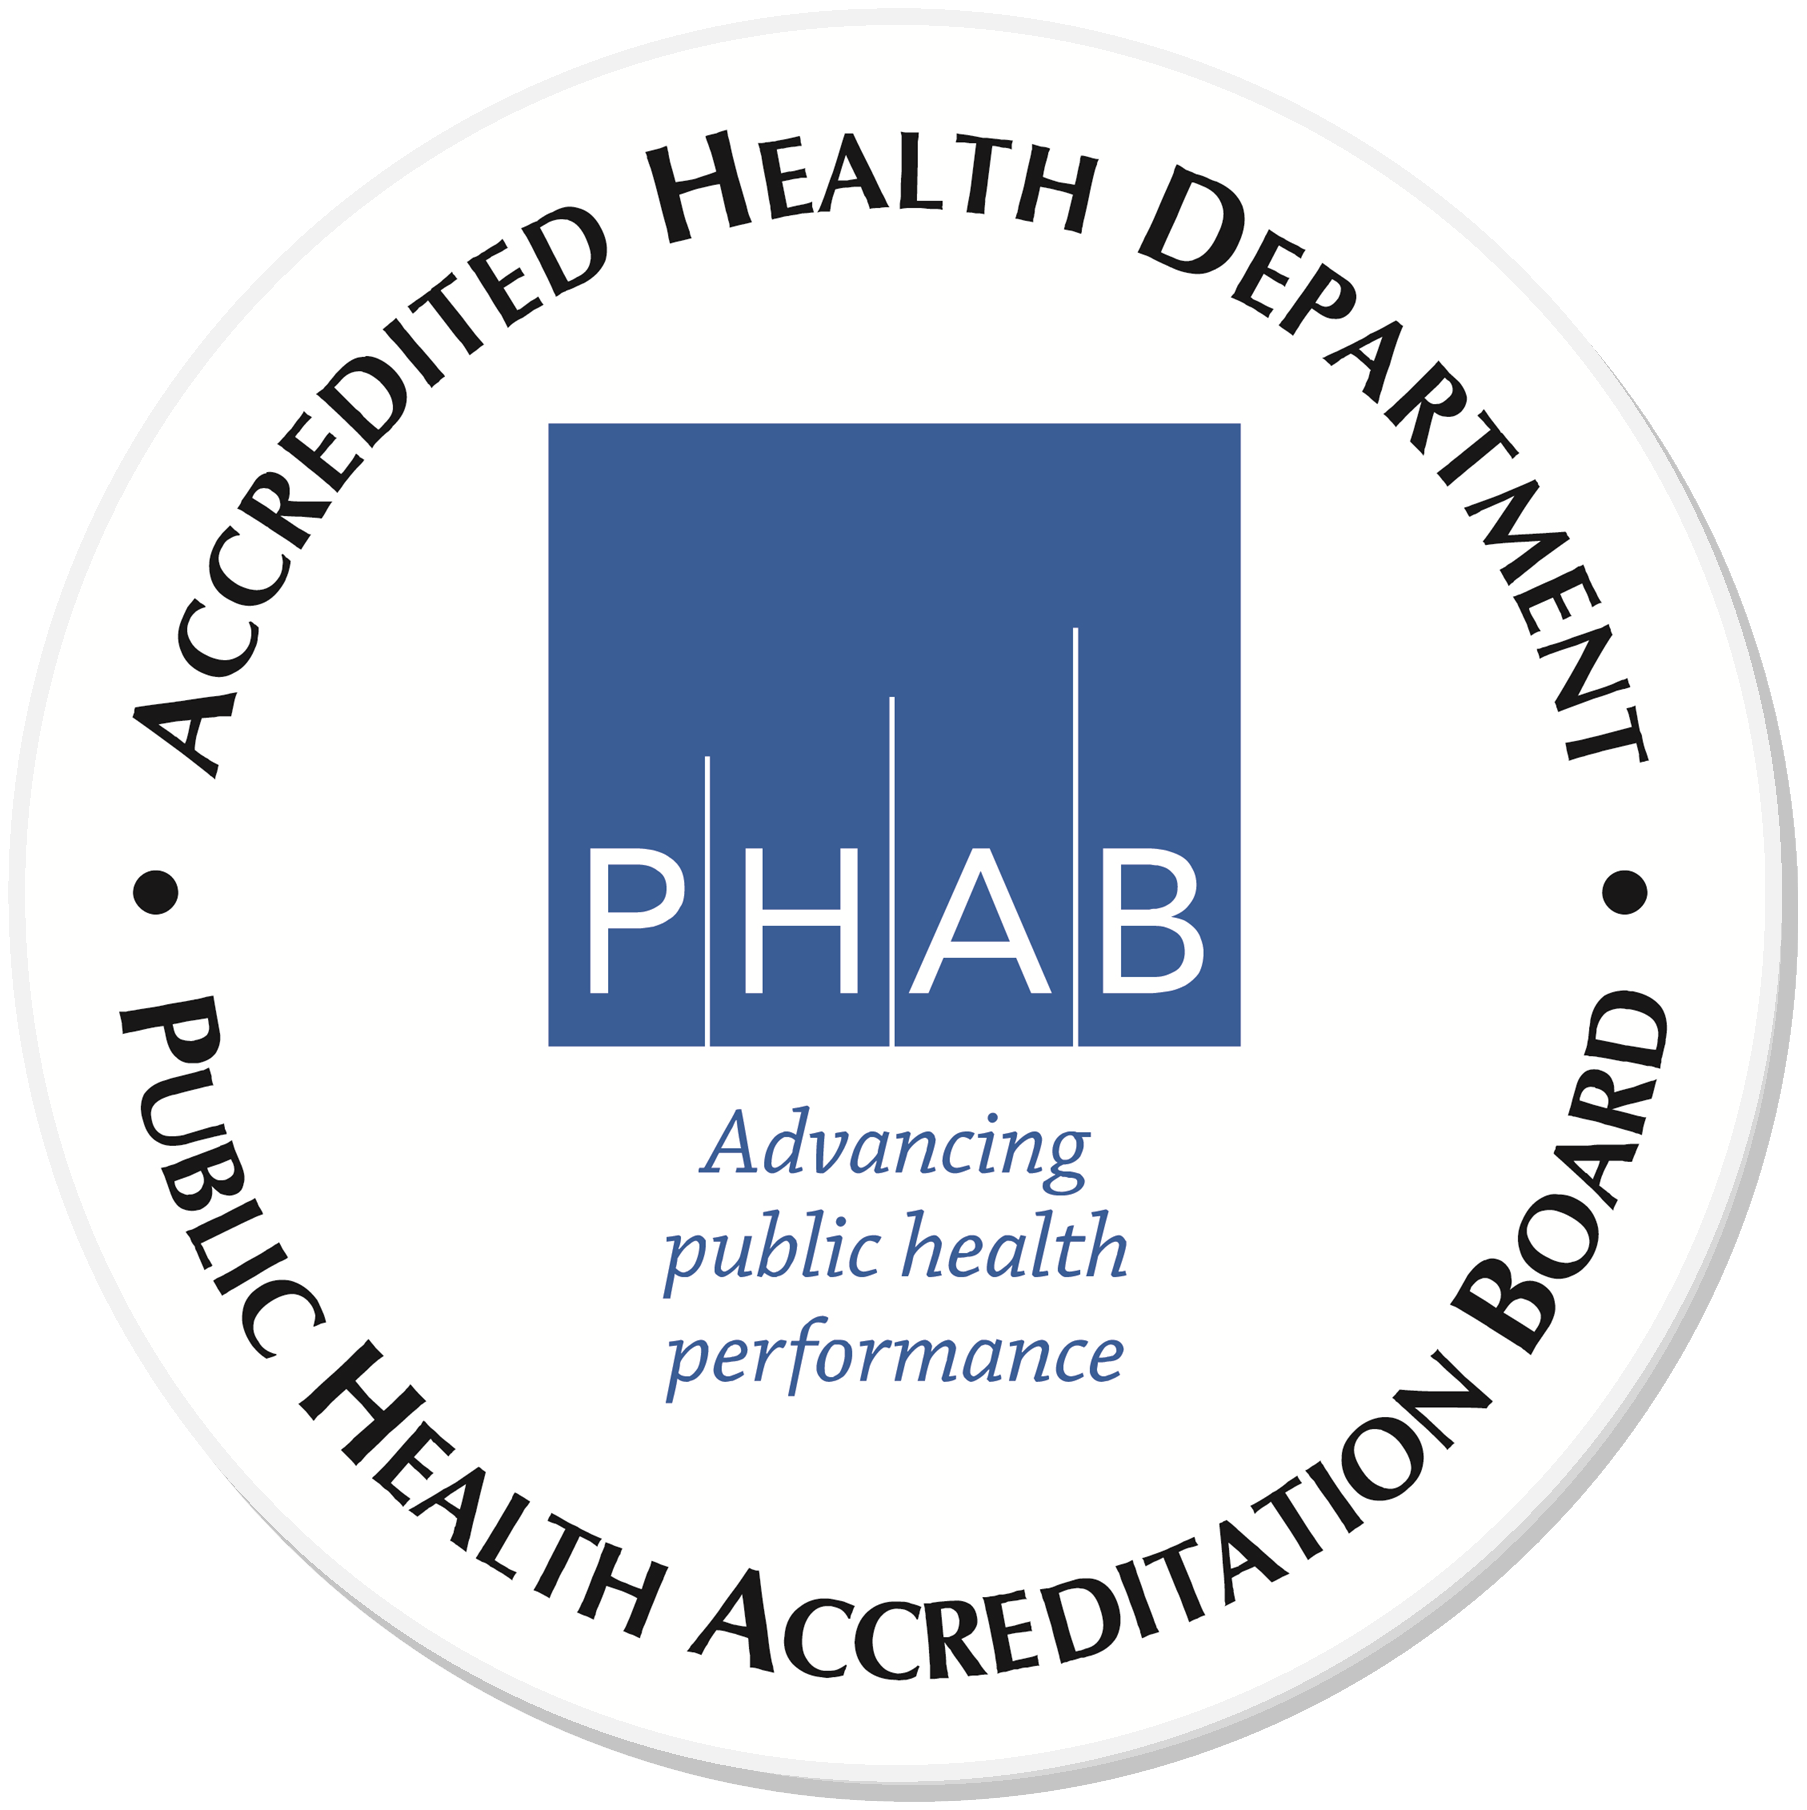 ACCREDITED HEALTH DEPARTMENT
PHAB
Advancing
public health
performance
PUBLIC HEALTH ACCREDITATION BOARD